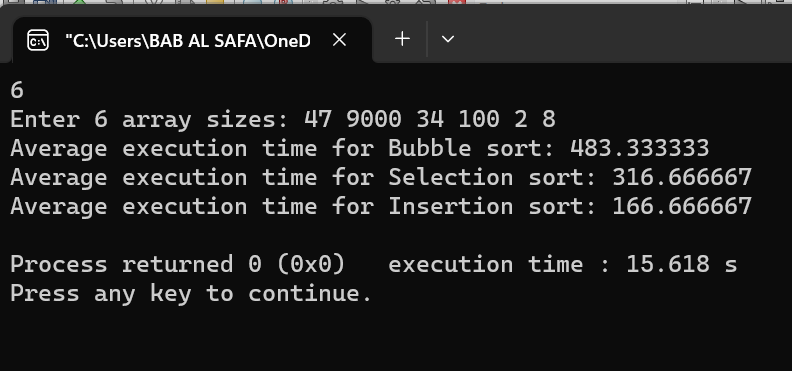 "C:\Users\BAB AL SAFA\OneD
6
Enter 6 array sizes: 47 9000 34 100 2 8
Average execution time for Bubble sort: 483.333333
Average execution time for Selection sort: 316.666667
Average execution time for Insertion sort: 166.666667
Process returned 0 (0x0)   execution time : 15.618 s
Press any key to continue.